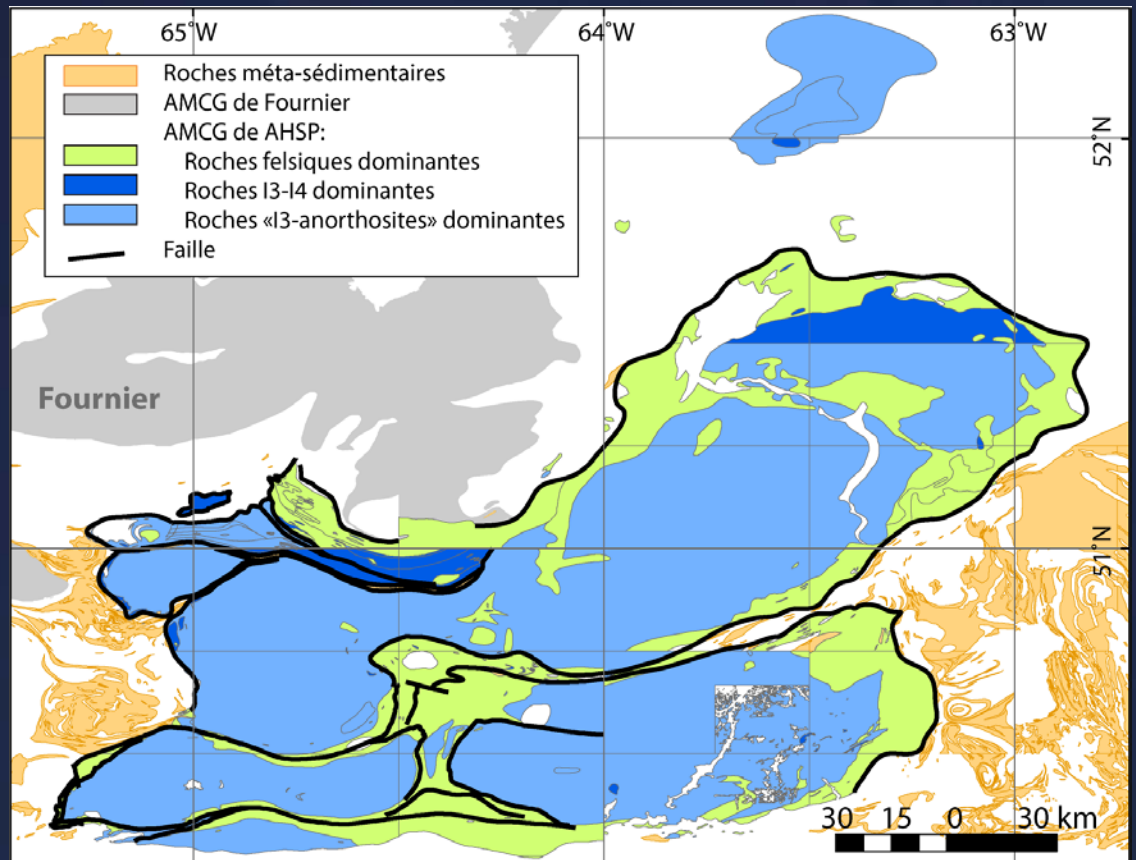 65˚W
64˚W
63˚W
Roches méta-sédimentaires
AMCG de Fournier
AMCG de AHSP:
Roches felsiques dominantes
Roches I3-I4 dominantes
Roches «I3-anorthosites» dominantes
Faille
52˚N
Fournier
51˚N
30 15 0 30 km